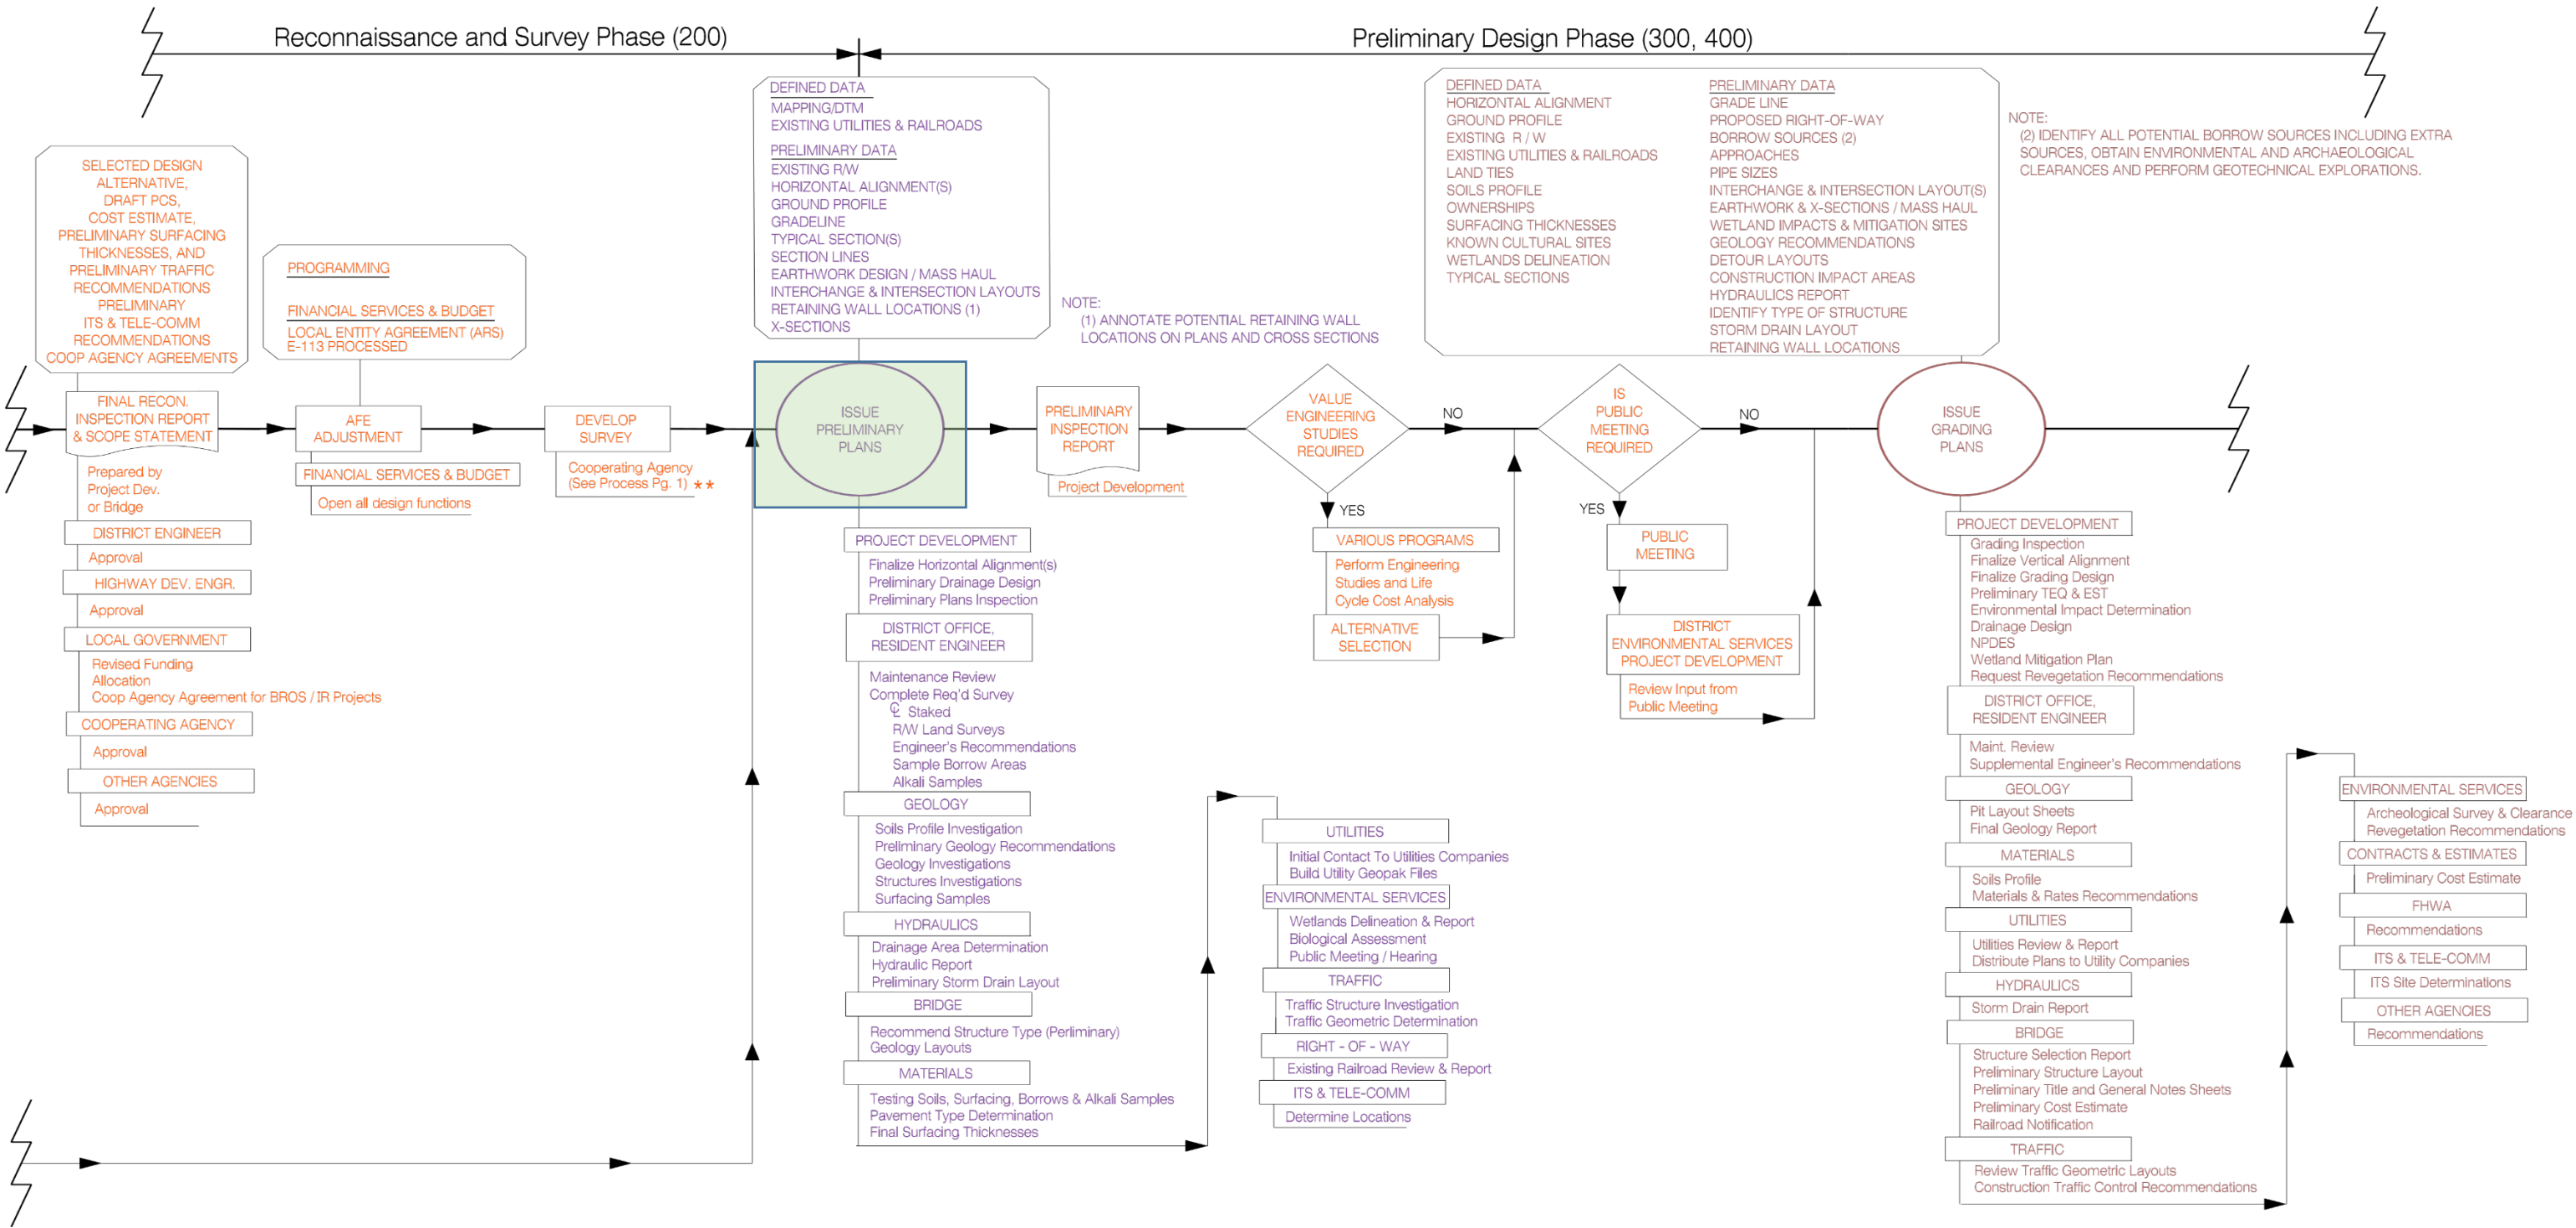 Reconnaissance and Survey Phase (200)
Preliminary Design Phase (300, 400)
SELECTED DESIGN
ALTERNATIVE,
DRAFT PCS,
COST ESTIMATE,
PRELIMINARY SURFACING
THICKNESSES, AND
PRELIMINARY TRAFFIC
RECOMMENDATIONS
PRELIMINARY
ITS & TELE-COMM
RECOMMENDATIONS
COOP AGENCY AGREEMENTS
FINAL RECON.
INSPECTION REPORT
& SCOPE STATEMENT
Prepared by
Project Dev.
or Bridge
DISTRICT ENGINEER
Approval
HIGHWAY DEV. ENGR.
Approval
LOCAL GOVERNMENT
Revised Funding
Allocation
Coop Agency Agreement for BROS / IR Projects
COOPERATING AGENCY
Approval
OTHER AGENCIES
Approval
PROGRAMMING
FINANCIAL SERVICES & BUDGET
LOCAL ENTITY AGREEMENT (ARS)
E-113 PROCESSED
AFE
ADJUSTMENT
FINANCIAL SERVICES & BUDGET
Open all design functions
DEVELOP
SURVEY
Cooperating Agency
(See Process Pg. 1) **
DEFINED DATA
MAPPING/DTM
EXISTING UTILITIES & RAILROADS
PRELIMINARY DATA
EXISTING R/W
HORIZONTAL ALIGNMENT(S)
GROUND PROFILE
GRADELINE
TYPICAL SECTION(S)
SECTION LINES
EARTHWORK DESIGN / MASS HAUL
INTERCHANGE & INTERSECTION LAYOUTS
RETAINING WALL LOCATIONS (1)
X-SECTIONS
NOTE:
(1) ANNOTATE POTENTIAL RETAINING WALL
LOCATIONS ON PLANS AND CROSS SECTIONS
ISSUE
PRELIMINARY
PLANS
PROJECT DEVELOPMENT
Finalize Horizontal Alignment(s)
Preliminary Drainage Design
Preliminary Plans Inspection
DISTRICT OFFICE,
RESIDENT ENGINEER
Maintenance Review
Complete Req'd Survey
℄ Staked
R/W Land Surveys
Engineer's Recommendations
Sample Borrow Areas
Alkali Samples
GEOLOGY
Soils Profile Investigation
Preliminary Geology Recommendations
Geology Investigations
Structures Investigations
Surfacing Samples
HYDRAULICS
Drainage Area Determination
Hydraulic Report
Preliminary Storm Drain Layout
BRIDGE
Recommend Structure Type (Perliminary)
Geology Layouts
MATERIALS
Testing Soils, Surfacing, Borrows & Alkali Samples
Pavement Type Determination
Final Surfacing Thicknesses
UTILITIES
Initial Contact To Utilities Companies
Build Utility Geopak Files
ENVIRONMENTAL SERVICES
Wetlands Delineation & Report
Biological Assessment
Public Meeting / Hearing
TRAFFIC
Traffic Structure Investigation
Traffic Geometric Determination
RIGHT - OF - WAY
Existing Railroad Review & Report
ITS & TELE-COMM
Determine Locations
PRELIMINARY
INSPECTION
REPORT
Project Development
VALUE
ENGINEERING
STUDIES
REQUIRED
NO
YES
VARIOUS PROGRAMS
Perform Engineering
Studies and Life
Cycle Cost Analysis
ALTERNATIVE
SELECTION
IS
PUBLIC
MEETING
REQUIRED
NO
YES
PUBLIC
MEETING
DISTRICT
ENVIRONMENTAL SERVICES
PROJECT DEVELOPMENT
Review Input from
Public Meeting
DEFINED DATA
HORIZONTAL ALIGNMENT
GROUND PROFILE
EXISTING R / W
EXISTING UTILITIES & RAILROADS
LAND TIES
SOILS PROFILE
OWNERSHIPS
SURFACING THICKNESSES
KNOWN CULTURAL SITES
WETLANDS DELINEATION
TYPICAL SECTIONS
PRELIMINARY DATA
GRADE LINE
PROPOSED RIGHT-OF-WAY
BORROW SOURCES (2)
APPROACHES
PIPE SIZES
INTERCHANGE & INTERSECTION LAYOUT(S)
EARTHWORK & X-SECTIONS / MASS HAUL
WETLAND IMPACTS & MITIGATION SITES
GEOLOGY RECOMMENDATIONS
DETOUR LAYOUTS
CONSTRUCTION IMPACT AREAS
HYDRAULICS REPORT
IDENTIFY TYPE OF STRUCTURE
STORM DRAIN LAYOUT
RETAINING WALL LOCATIONS
NOTE:
(2) IDENTIFY ALL POTENTIAL BORROW SOURCES INCLUDING EXTRA
SOURCES, OBTAIN ENVIRONMENTAL AND ARCHAEOLOGICAL
CLEARANCES AND PERFORM GEOTECHNICAL EXPLORATIONS.
ISSUE
GRADING
PLANS
PROJECT DEVELOPMENT
Grading Inspection
Finalize Vertical Alignment
Finalize Grading Design
Preliminary TEQ & EST
Environmental Impact Determination
Drainage Design
NPDES
Wetland Mitigation Plan
Request Revegetation Recommendations
DISTRICT OFFICE,
RESIDENT ENGINEER
Maint. Review
Supplemental Engineer's Recommendations
GEOLOGY
Pit Layout Sheets
Final Geology Report
MATERIALS
Soils Profile
Materials & Rates Recommendations
UTILITIES
Utilities Review & Report
Distribute Plans to Utility Companies
HYDRAULICS
Storm Drain Report
BRIDGE
Structure Selection Report
Preliminary Structure Layout
Preliminary Title and General Notes Sheets
Preliminary Cost Estimate
Railroad Notification
TRAFFIC
Review Traffic Geometric Layouts
Construction Traffic Control Recommendations
ENVIRONMENTAL SERVICES
Archeological Survey & Clearance
Revegetation Recommendations
CONTRACTS & ESTIMATES
Preliminary Cost Estimate
FHWA
Recommendations
ITS & TELE-COMM
ITS Site Determinations
OTHER AGENCIES
Recommendations